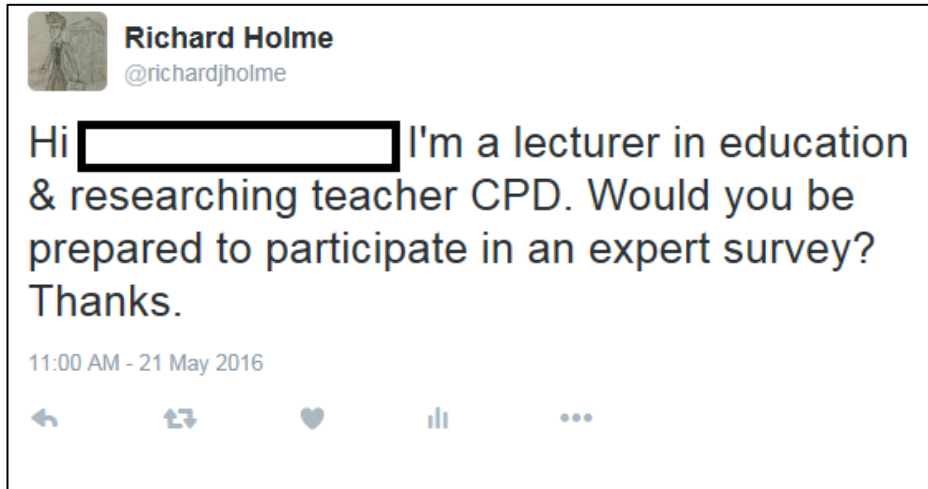 Richard Holme
@richardjholme
Hi I'm a lecturer in education
& researching teacher CPD. Would you be
prepared to participate in an expert survey?
Thanks.
11:00 AM - 21 May 2016